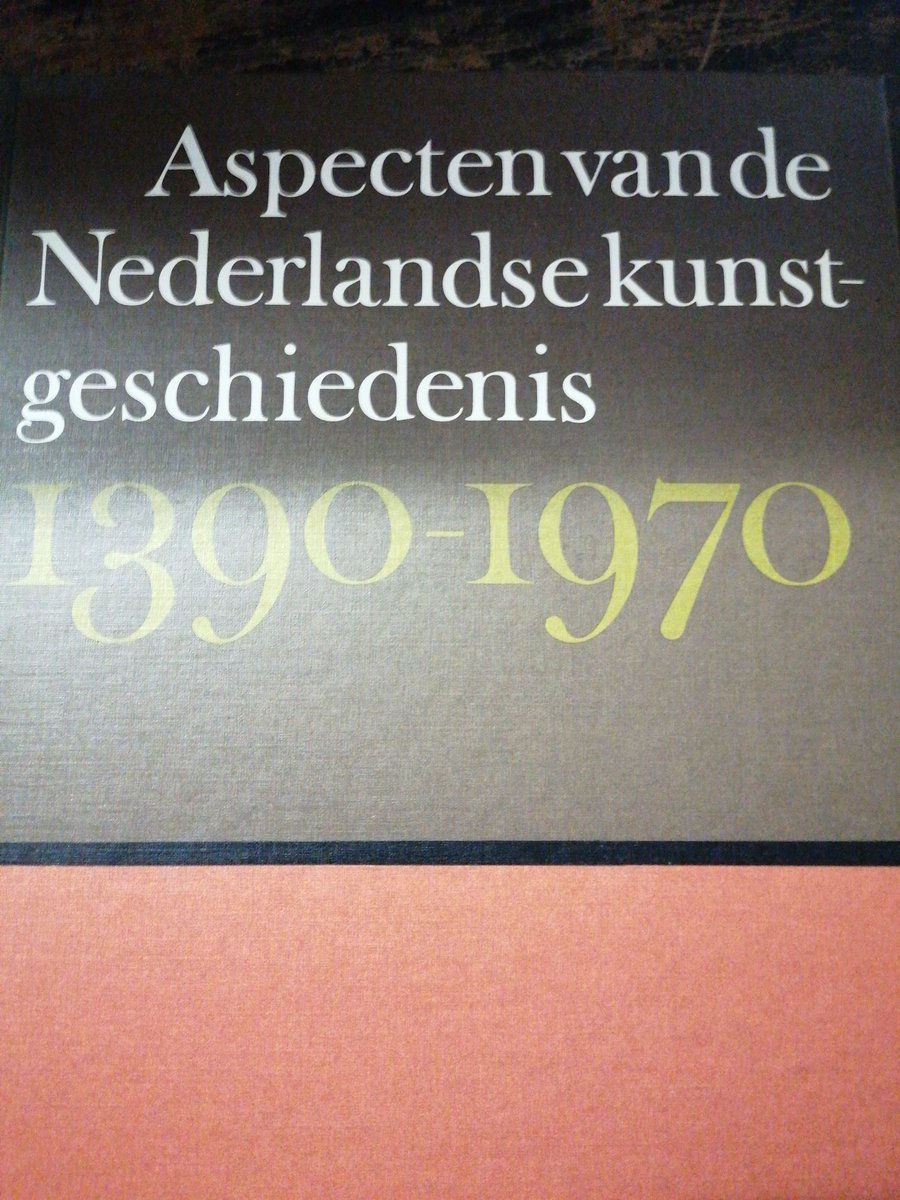 Aspecten van de
Nederlandse kunst-
geschiedenis
1390-1970